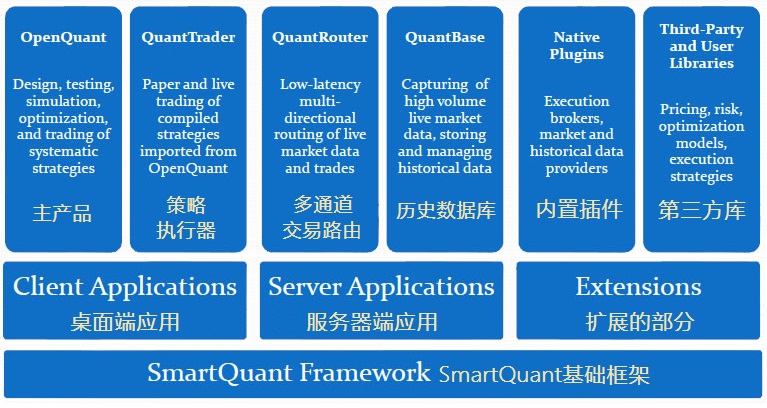 OpenQuant
Design, testing,
simulation,
optimization,
and trading of
systematic
strategies
主产品
QuantTrader
Paper and live
trading of
compiled
strategies
imported from
OpenQuant
策略
执行器
QuantRouter
Low-latency
multi-
directional
routing of live
market data
and trades
多通道
交易路由
QuantBase
Capturing of
high volume
live market
data, storing
and managing
historical data
历史数据库
Native
Plugins
Execution
brokers,
market and
historical data
providers
内置插件
Third-Party
and User
Libraries
Pricing, risk,
optimization
models,
execution
strategies
第三方库
Client Applications
桌面端应用
Server Applications
服务器端应用
Extensions
扩展的部分
SmartQuant Framework SmartQuant基础框架